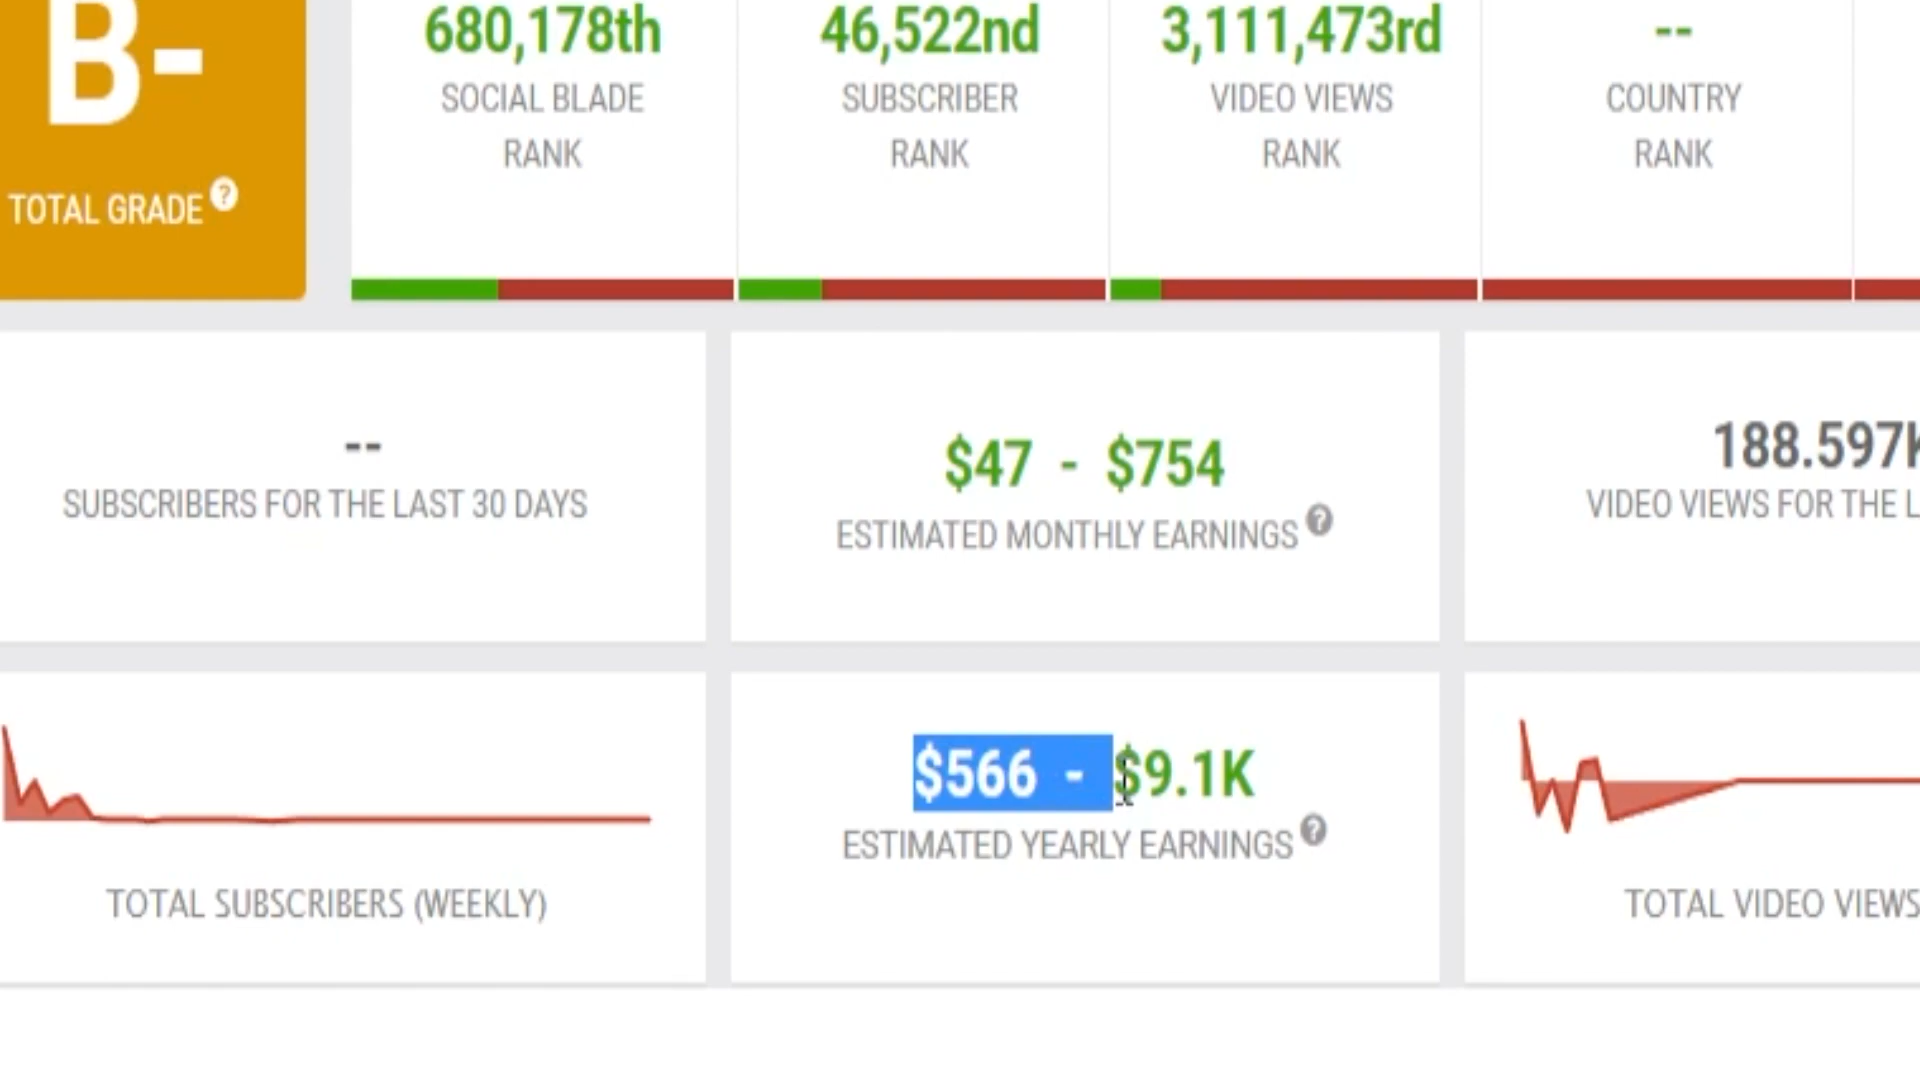 B-
TOTAL GRADE ?
680,178th
SOCIAL BLADE
RANK
46,522nd
SUBSCRIBER
RANK
3,111,473rd
VIDEO VIEWS
RANK
--
COUNTRY
RANK
--
SUBSCRIBERS FOR THE LAST 30 DAYS
$47 - $754
ESTIMATED MONTHLY EARNINGS ?
188.597K
VIDEO VIEWS FOR THE L
TOTAL SUBSCRIBERS (WEEKLY)
$566 - $9.1K
ESTIMATED YEARLY EARNINGS ?
TOTAL VIDEO VIEWS